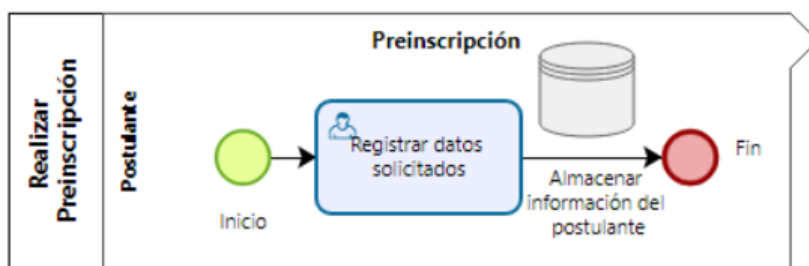 Realizar
Preinscripción
Postulante
Preinscripción
Inicio
Registrar datos
solicitados
Almacenar
información del
postulante
Fin